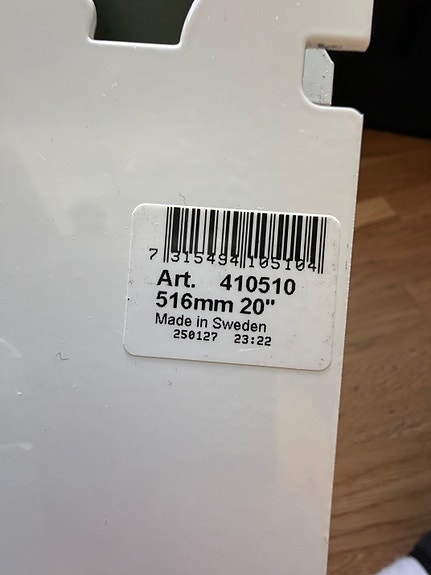 7 315494 105104
Art. 410510
516mm 20"
Made in Sweden
250127 23:22